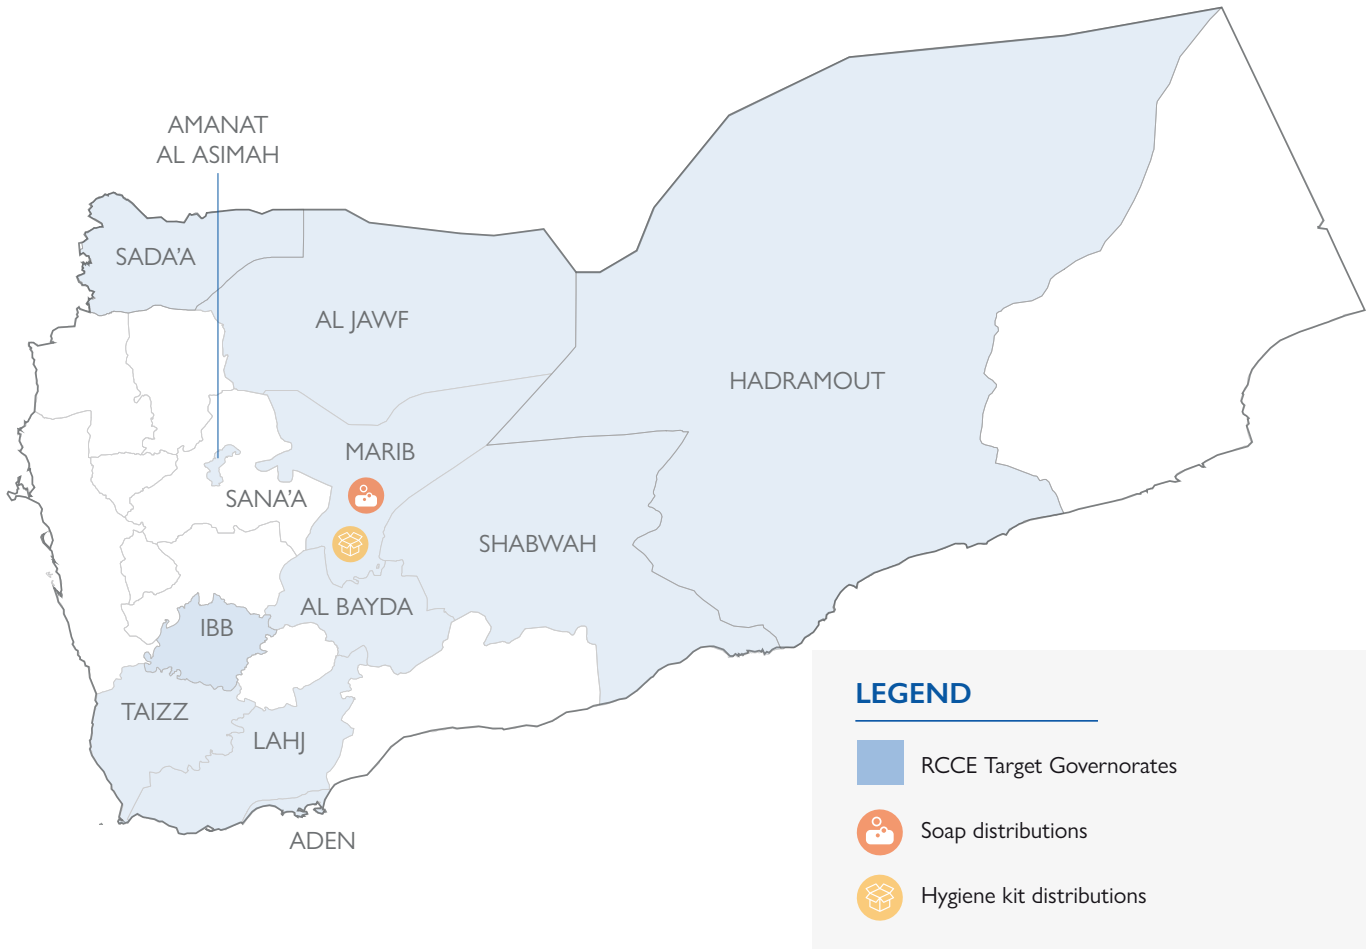 AMANAT
AL ASIMAH
SADA’A
AL JAWF
HADRAMOUT
MARIB
SANA’A
SHABWAH
AL BAYDA
IBB
TAIZZ
LAHJ
ADEN
LEGEND
RCCE Target Governorates
Soap distributions
Hygiene kit distributions